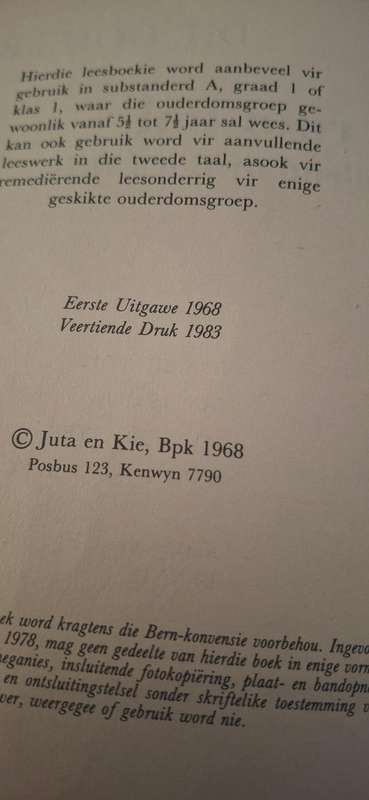 Hierdie leesboekie word aanbeveel vir
gebruik in substanderd A, graad 1 of
klas 1, waar die ouderdomsgroep ge-
woonlik vanaf 5½ tot 7½ jaar sal wees. Dit
kan ook gebruik word vir aanvullende
leeswerk in die tweede taal, asook vir
remediërende leesonderrig vir enige
geskikte ouderdomsgroep.
Eerste Uitgawe 1968
Veertiende Druk 1983
© Juta en Kie, Bpk 1968
Posbus 123, Kenwyn 7790
word kragtens die Bern-konvensie voorbehou.
1978, mag geen gedeelte van hierdie boek in enige
insluitende fotokopiëring, plaat- en
en ontsluitingstelsel sonder skriftelike toestemming
weergegee of gebruik word nie.